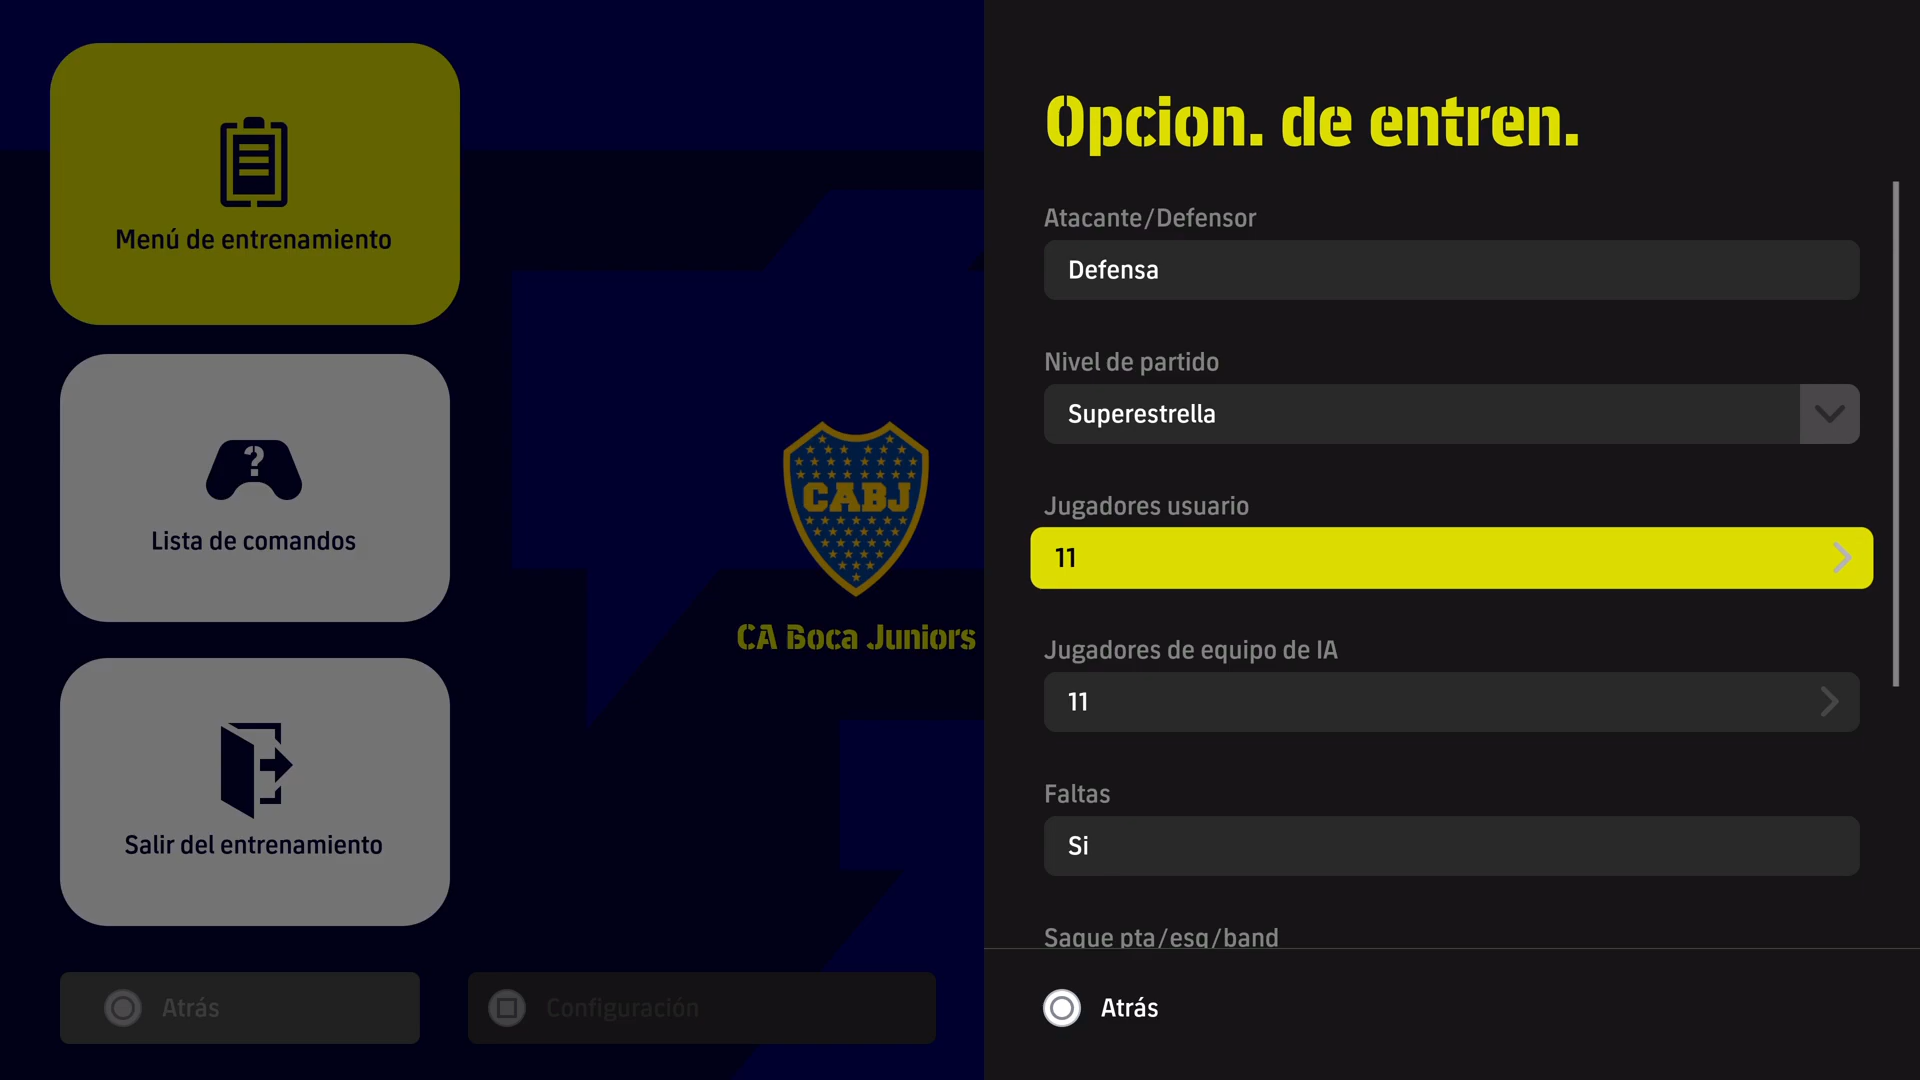 Menú de entrenamiento
?
Lista de comandos
Salir del entrenamiento
Atrás
Configuración
CABJ
CA Boca Juniors
Opcion. de entren.
Atacante/Defensor
Defensa
Nivel de partido
Superestrella
Jugadores usuario
11
Jugadores de equipo de IA
11
Faltas
Si
Saque pta/esq/band
Atrás